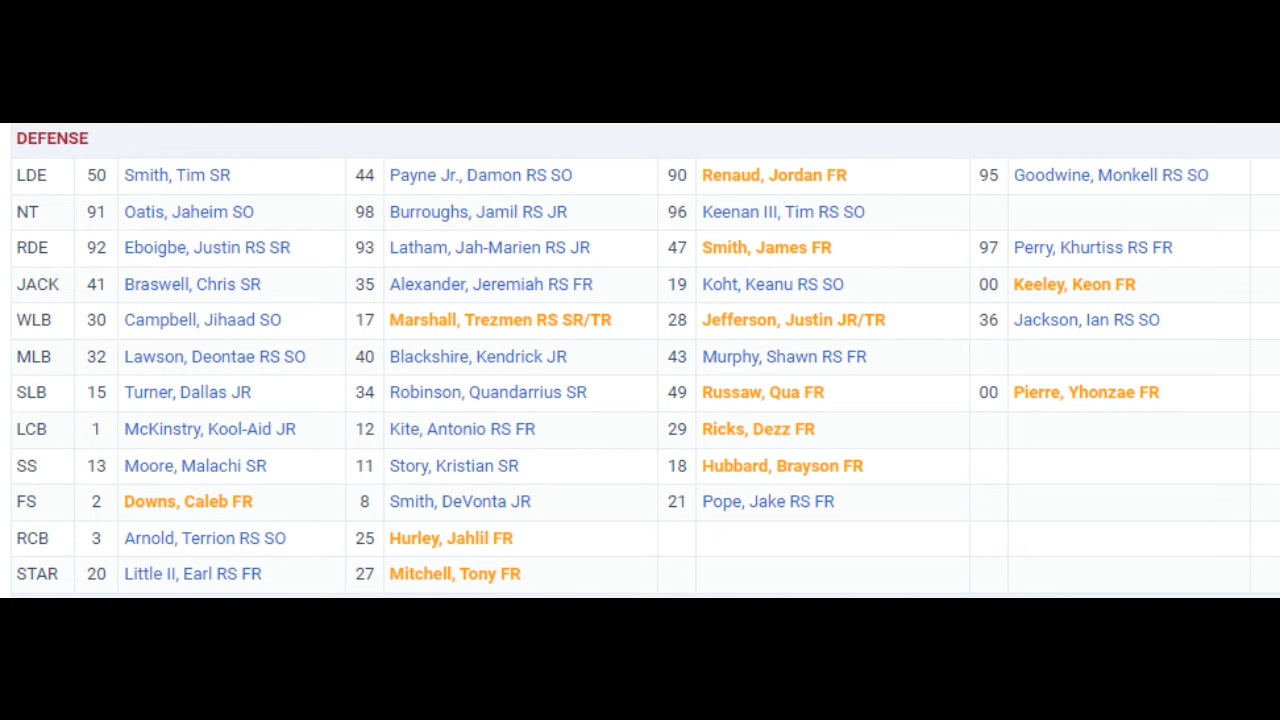 DEFENSE
LDE 50 Smith, Tim SR 44 Payne Jr., Damon RS SO 90 Renaud, Jordan FR 95 Goodwine, Monkell RS SO
NT 91 Oatis, Jaheim SO 98 Burroughs, Jamil RS JR 96 Keenan III, Tim RS SO
RDE 92 Eboigbe, Justin RS SR 93 Latham, Jah-Marien RS JR 47 Smith, James FR 97 Perry, Khurtiss RS FR
JACK 41 Braswell, Chris SR 35 Alexander, Jeremiah RS FR 19 Koht, Keanu RS SO 00 Keeley, Keon FR
WLB 30 Campbell, Jihaad SO 17 Marshall, Trezmen RS SR/TR 28 Jefferson, Justin JR/TR 36 Jackson, Ian RS SO
MLB 32 Lawson, Deontae RS SO 40 Blackshire, Kendrick JR 43 Murphy, Shawn RS FR
SLB 15 Turner, Dallas JR 34 Robinson, Quandarrius SR 49 Russaw, Qua FR 00 Pierre, Yhonzae FR
LCB 1 McKinstry, Kool-Aid JR 12 Kite, Antonio RS FR 29 Ricks, Dezz FR
SS 13 Moore, Malachi SR 11 Story, Kristian SR 18 Hubbard, Brayson FR
FS 2 Downs, Caleb FR 8 Smith, DeVonta JR 21 Pope, Jake RS FR
RCB 3 Arnold, Terrion RS SO 25 Hurley, Jahlil FR
STAR 20 Little II, Earl RS FR 27 Mitchell, Tony FR